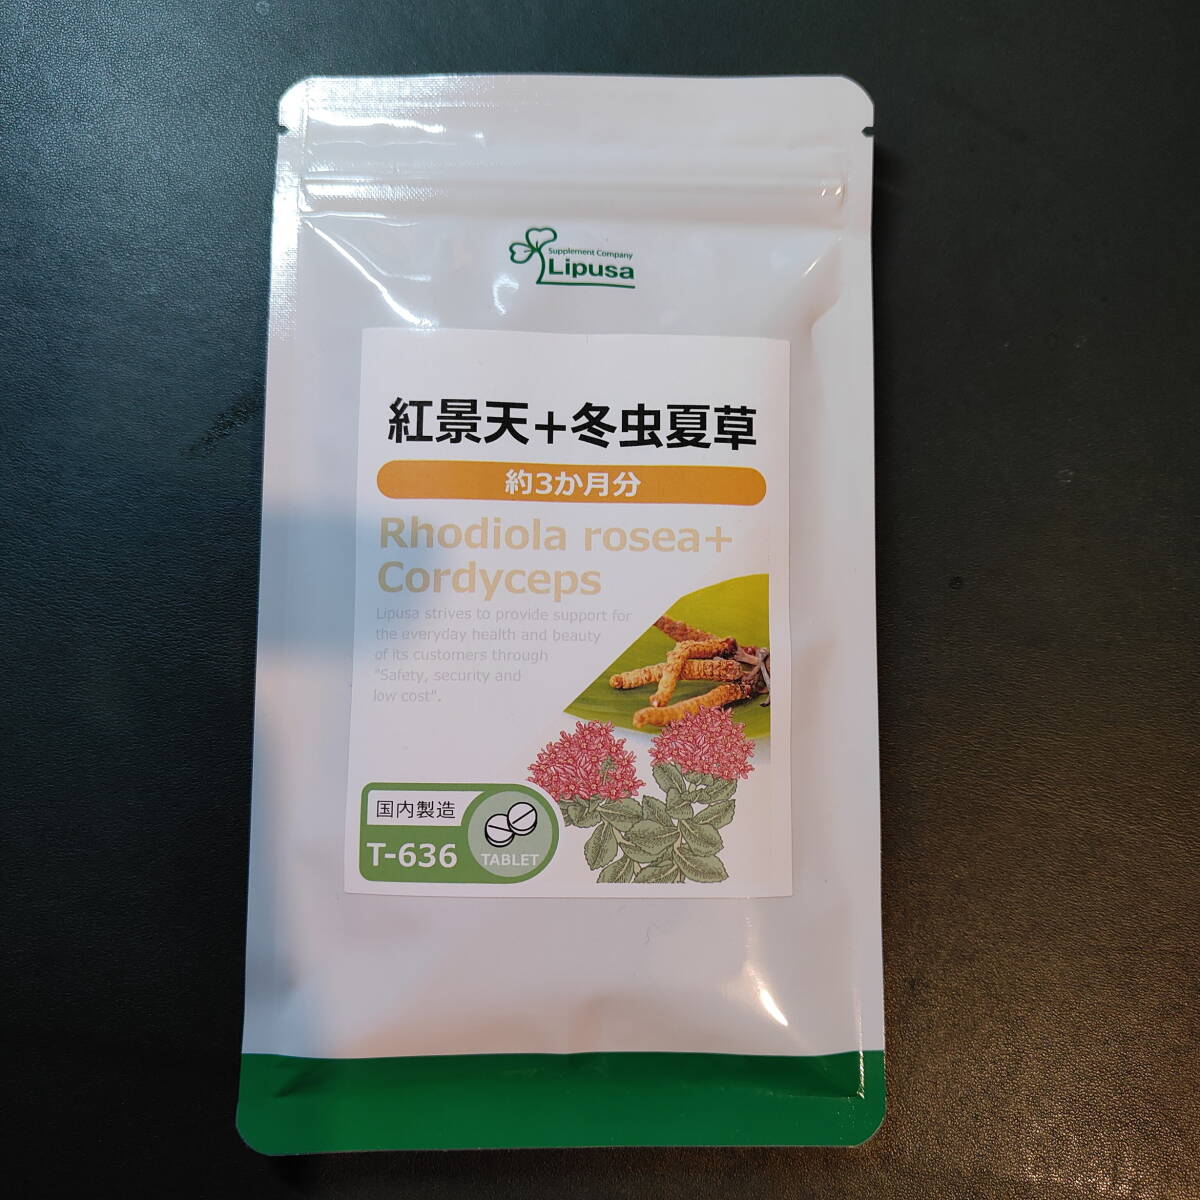 Supplement Company
Lipusa
紅景天+冬虫夏草
約3か月分
Rhodiola rosea+
Cordyceps
Lipusa strives to provide support for
the everyday health and beauty
of its customers through
"Safety, security and
low cost".
国内製造
T-636
TABLET